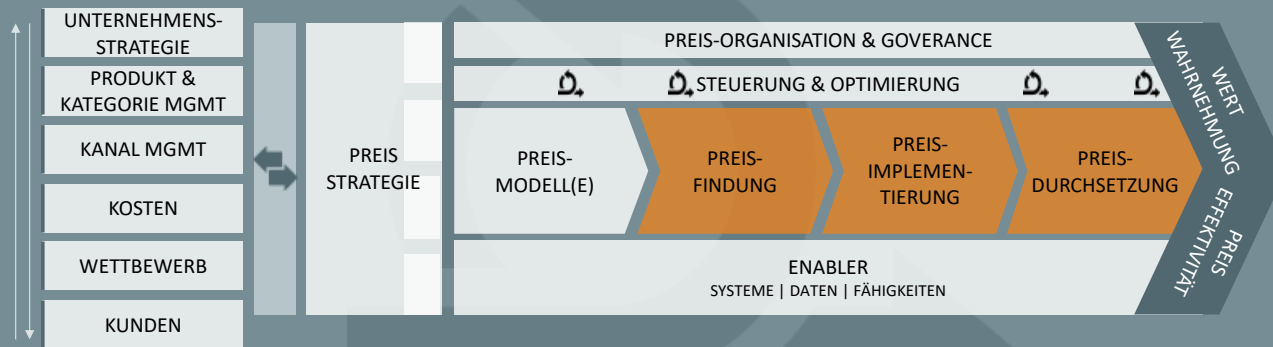 UNTERNEHMENS-
STRATEGIE
PRODUKT &
KATEGORIE MGMT
KANAL MGMT
KOSTEN
WETTBEWERB
KUNDEN
PREIS
STRATEGIE
PREIS-ORGANISATION & GOVERANCE
STEUERUNG & OPTIMIERUNG
PREIS-
MODELL(E)
PREIS-
FINDUNG
PREIS-
IMPLEMEN-
TIERUNG
PREIS-
DURCHSETZUNG
ENABLER
SYSTEME | DATEN | FÄHIGKEITEN
WERT
WAHRNEHMUNG
PREIS
EFFEKTIVITÄT